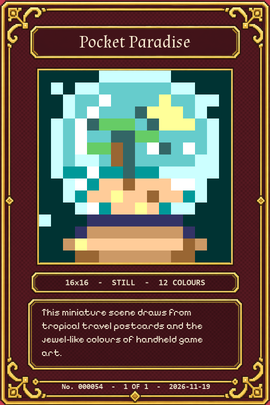 Pocket Paradise
16x16 - STILL - 12 COLOURS
This miniature scene draws from
tropical travel postcards and the
jewel-like colours of handheld game
art.
No. 000054 - 1 OF 1 - 2026-11-19